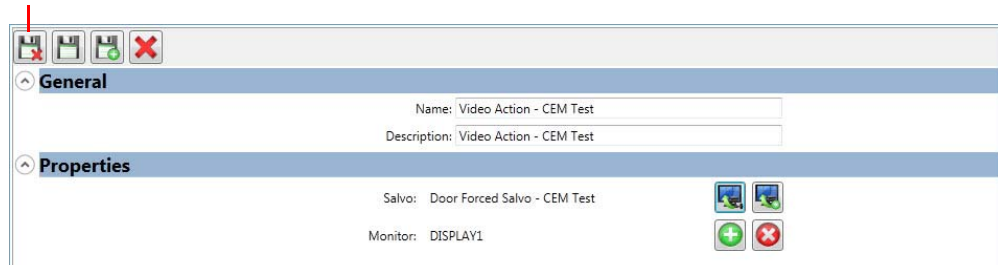 General
Name: Video Action - CEM Test
Description: Video Action - CEM Test
Properties
Salvo: Door Forced Salvo - CEM Test
Monitor: DISPLAY1